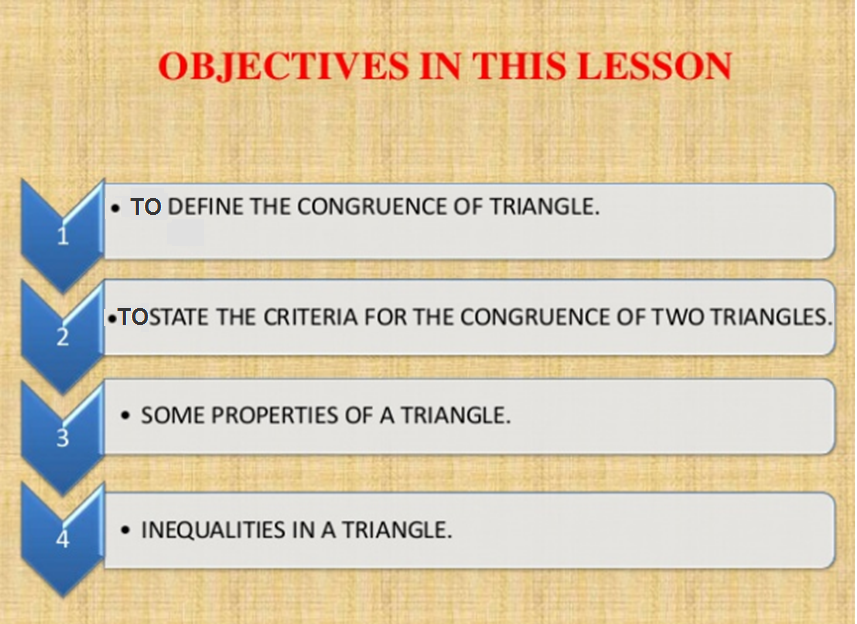 OBJECTIVES IN THIS LESSON
1
• TO DEFINE THE CONGRUENCE OF TRIANGLE.
2
•TOSTATE THE CRITERIA FOR THE CONGRUENCE OF TWO TRIANGLES.
3
• SOME PROPERTIES OF A TRIANGLE.
4
• INEQUALITIES IN A TRIANGLE.